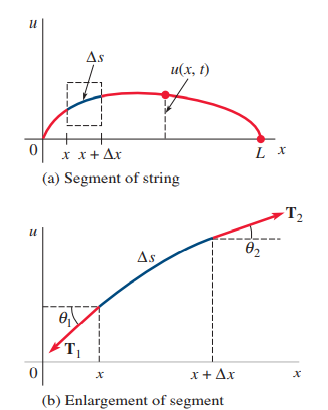 u
Δs
u(x, t)
0
x x + Δx
L x
(a) Segment of string
u
T₂
Δs
θ₂
θ₁
T₁
0
x
x + Δx
x
(b) Enlargement of segment